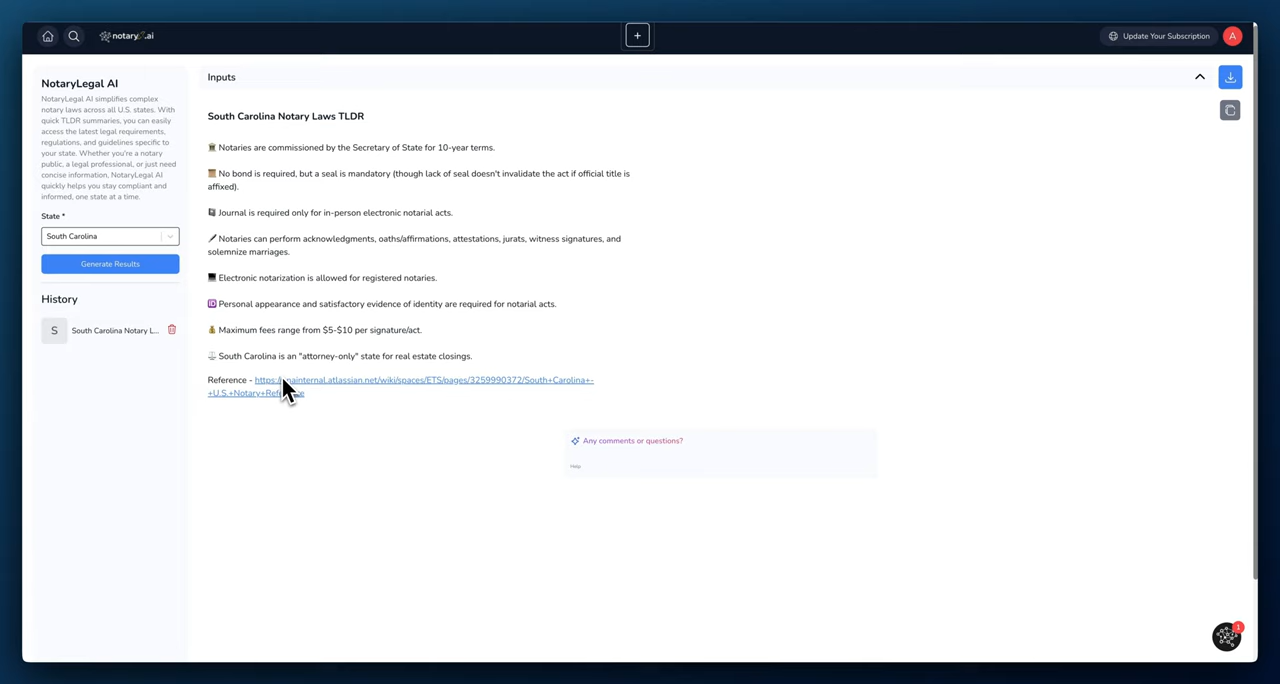 notary.ai
+
Update Your Subscription
A
NotaryLegal AI
NotaryLegal AI simplifies complex
notary laws across all U.S. states. With
quick TLDR summaries, you can easily
access the latest legal requirements,
regulations, and guidelines specific to
your state. Whether you're a notary
public, a legal professional, or just need
concise information, NotaryLegal AI
quickly helps you stay compliant and
informed, one state at a time.
State *
South Carolina
Generate Results
History
S
South Carolina Notary L...
Inputs
South Carolina Notary Laws TLDR
Notaries are commissioned by the Secretary of State for 10-year terms.
No bond is required, but a seal is mandatory (though lack of seal doesn't invalidate the act if official title is
affixed).
Journal is required only for in-person electronic notarial acts.
Notaries can perform acknowledgments, oaths/affirmations, attestations, jurats, witness signatures, and
solemnize marriages.
Electronic notarization is allowed for registered notaries.
ID Personal appearance and satisfactory evidence of identity are required for notarial acts.
Maximum fees range from $5-$10 per signature/act.
South Carolina is an "attorney-only" state for real estate closings.
Reference - https:/ nainternal.atlassian.net/wiki/spaces/ETS/pages/3259990372/South+Carolina+-
+U.S.+Notary+Ref e
Any comments or questions?
Help
1